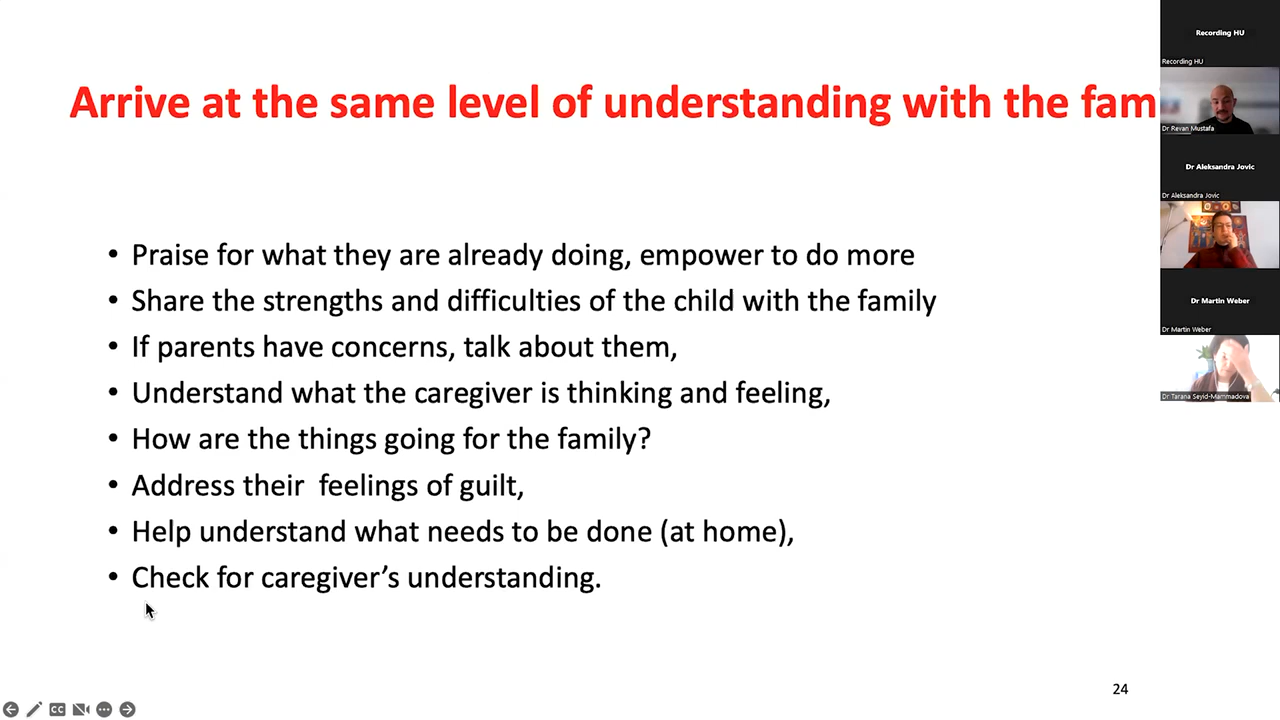 Arrive at the same level of understanding with the fam
• Praise for what they are already doing, empower to do more
• Share the strengths and difficulties of the child with the family
• If parents have concerns, talk about them,
• Understand what the caregiver is thinking and feeling,
• How are the things going for the family?
• Address their  feelings of guilt,
• Help understand what needs to be done (at home),
• Check for caregiver’s understanding.
24
CC
Recording HU
Recording HU
Dr Revan Mustafa
Dr Aleksandra Jovic
Dr Aleksandra Jovic
Dr Martin Weber
Dr Martin Weber
Dr Tarana Seyid-Mammadova